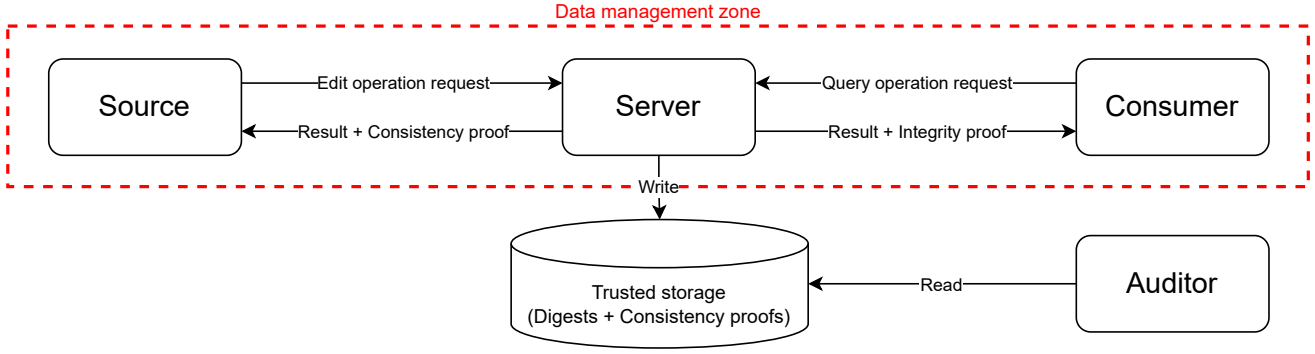 Data management zone
Source
Edit operation request
Result + Consistency proof
Server
Query operation request
Result + Integrity proof
Consumer
Write
Trusted storage
(Digests + Consistency proofs)
Read
Auditor